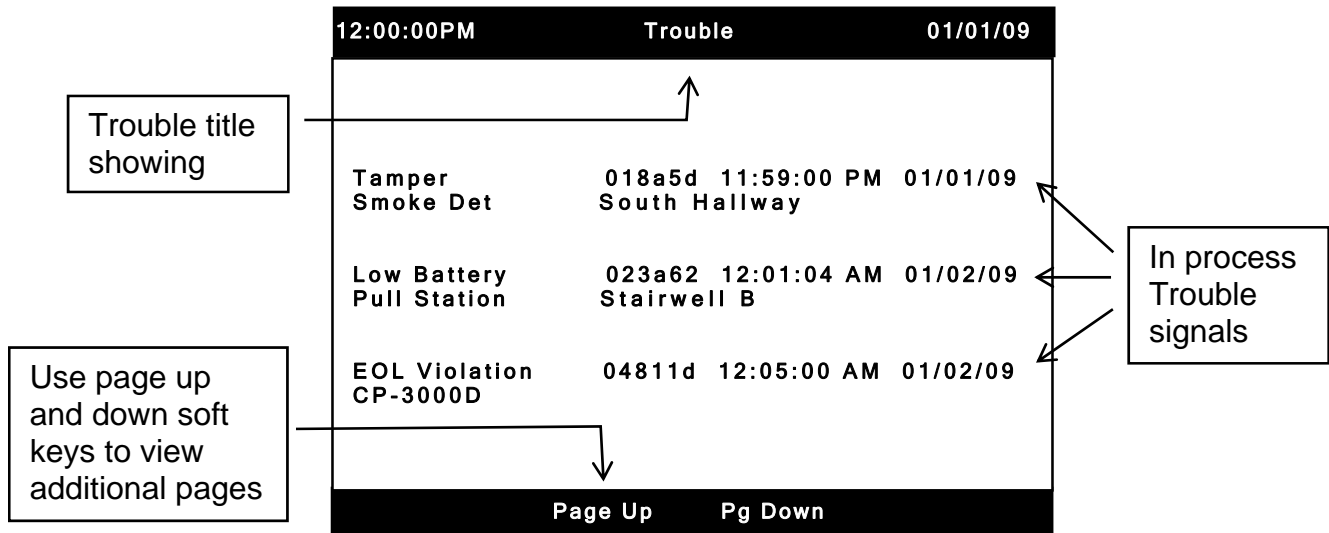 12:00:00PM Trouble 01/01/09
Trouble title
showing
Tamper 018a5d 11:59:00 PM 01/01/09
Smoke Det South Hallway
Low Battery 023a62 12:01:04 AM 01/02/09
Pull Station Stairwell B
In process
Trouble
signals
EOL Violation 04811d 12:05:00 AM 01/02/09
CP-3000D
Use page up
and down soft
keys to view
additional pages
Page Up Pg Down